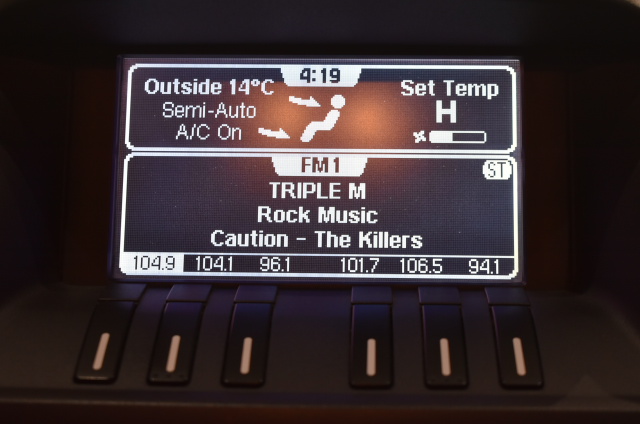 4:19
Outside 14°C
Semi-Auto
A/C On
Set Temp
H
FM1
ST
TRIPLE M
Rock Music
Caution - The Killers
104.9 104.1 96.1 101.7 106.5 94.1